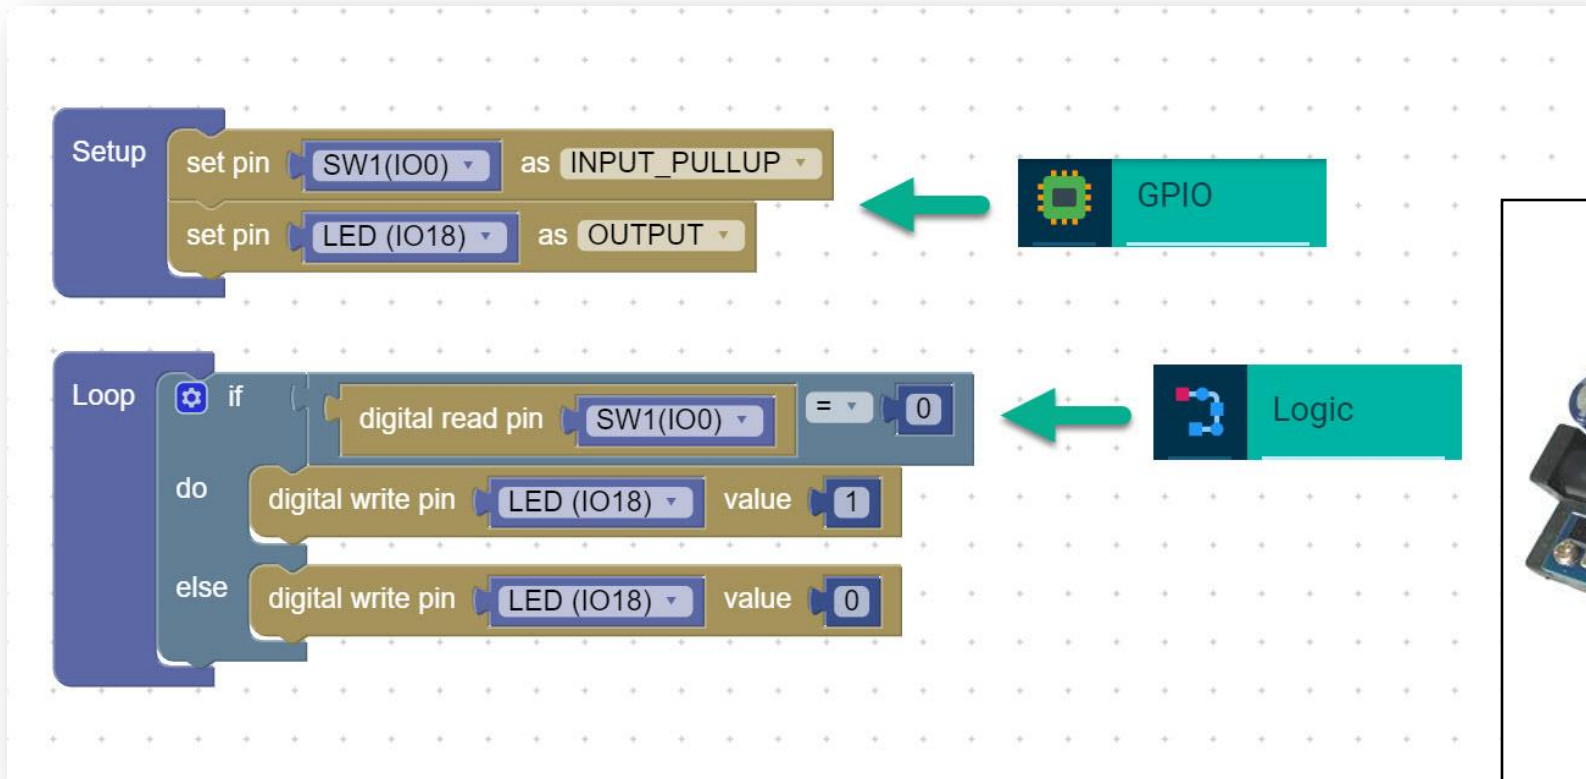 Setup
set pin SW1(IO0) as INPUT_PULLUP
GPIO
set pin LED (IO18) as OUTPUT
Loop
if digital read pin SW1(IO0) = 0
Logic
do digital write pin LED (IO18) value 1
else digital write pin LED (IO18) value 0